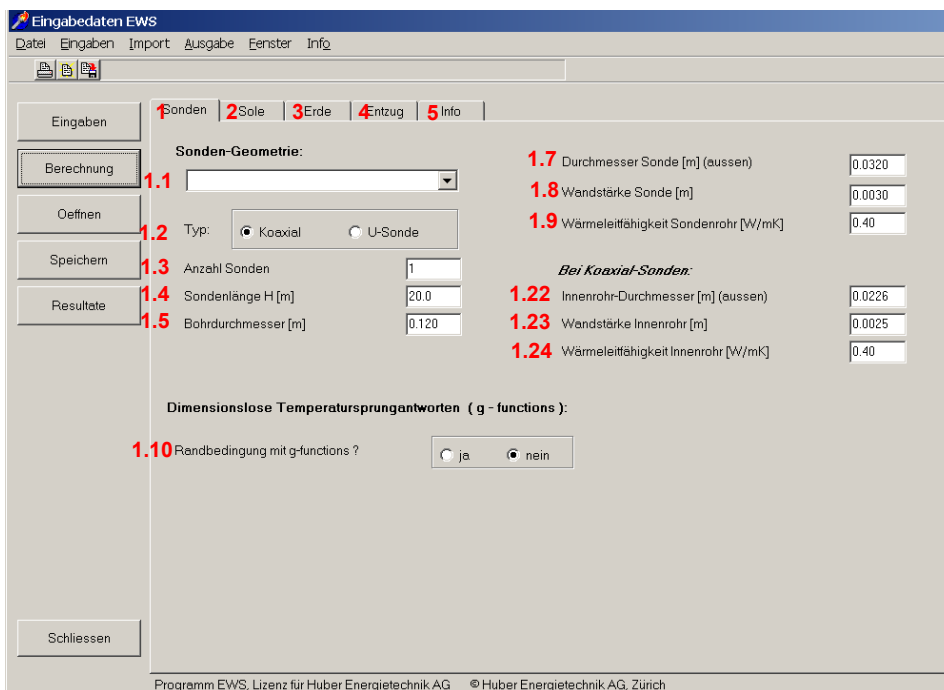 Eingabedaten EWS
Datei Eingaben Import Ausgabe Fenster Info
Eingaben
Berechnung
Oeffnen
Speichern
Resultate
Schliessen
1 Sonden 2 Sole 3 Erde 4 Entzug 5 Info
Sonden-Geometrie:
1.1
1.2 Typ: Koaxial U-Sonde
1.3 Anzahl Sonden 1
1.4 Sondenlänge H [m] 20.0
1.5 Bohrdurchmesser [m] 0.120
1.7 Durchmesser Sonde [m] (aussen) 0.0320
1.8 Wandstärke Sonde [m] 0.0030
1.9 Wärmeleitfähigkeit Sondenrohr [W/mK] 0.40
Bei Koaxial-Sonden:
1.22 Innenrohr-Durchmesser [m] (aussen) 0.0226
1.23 Wandstärke Innenrohr [m] 0.0025
1.24 Wärmeleitfähigkeit Innenrohr [W/mK] 0.40
Dimensionslose Temperatursprungantworten ( g - functions ):
1.10 Randbedingung mit g-functions ? ja nein
Programm EWS, Lizenz für Huber Energietechnik AG © Huber Energietechnik AG, Zürich